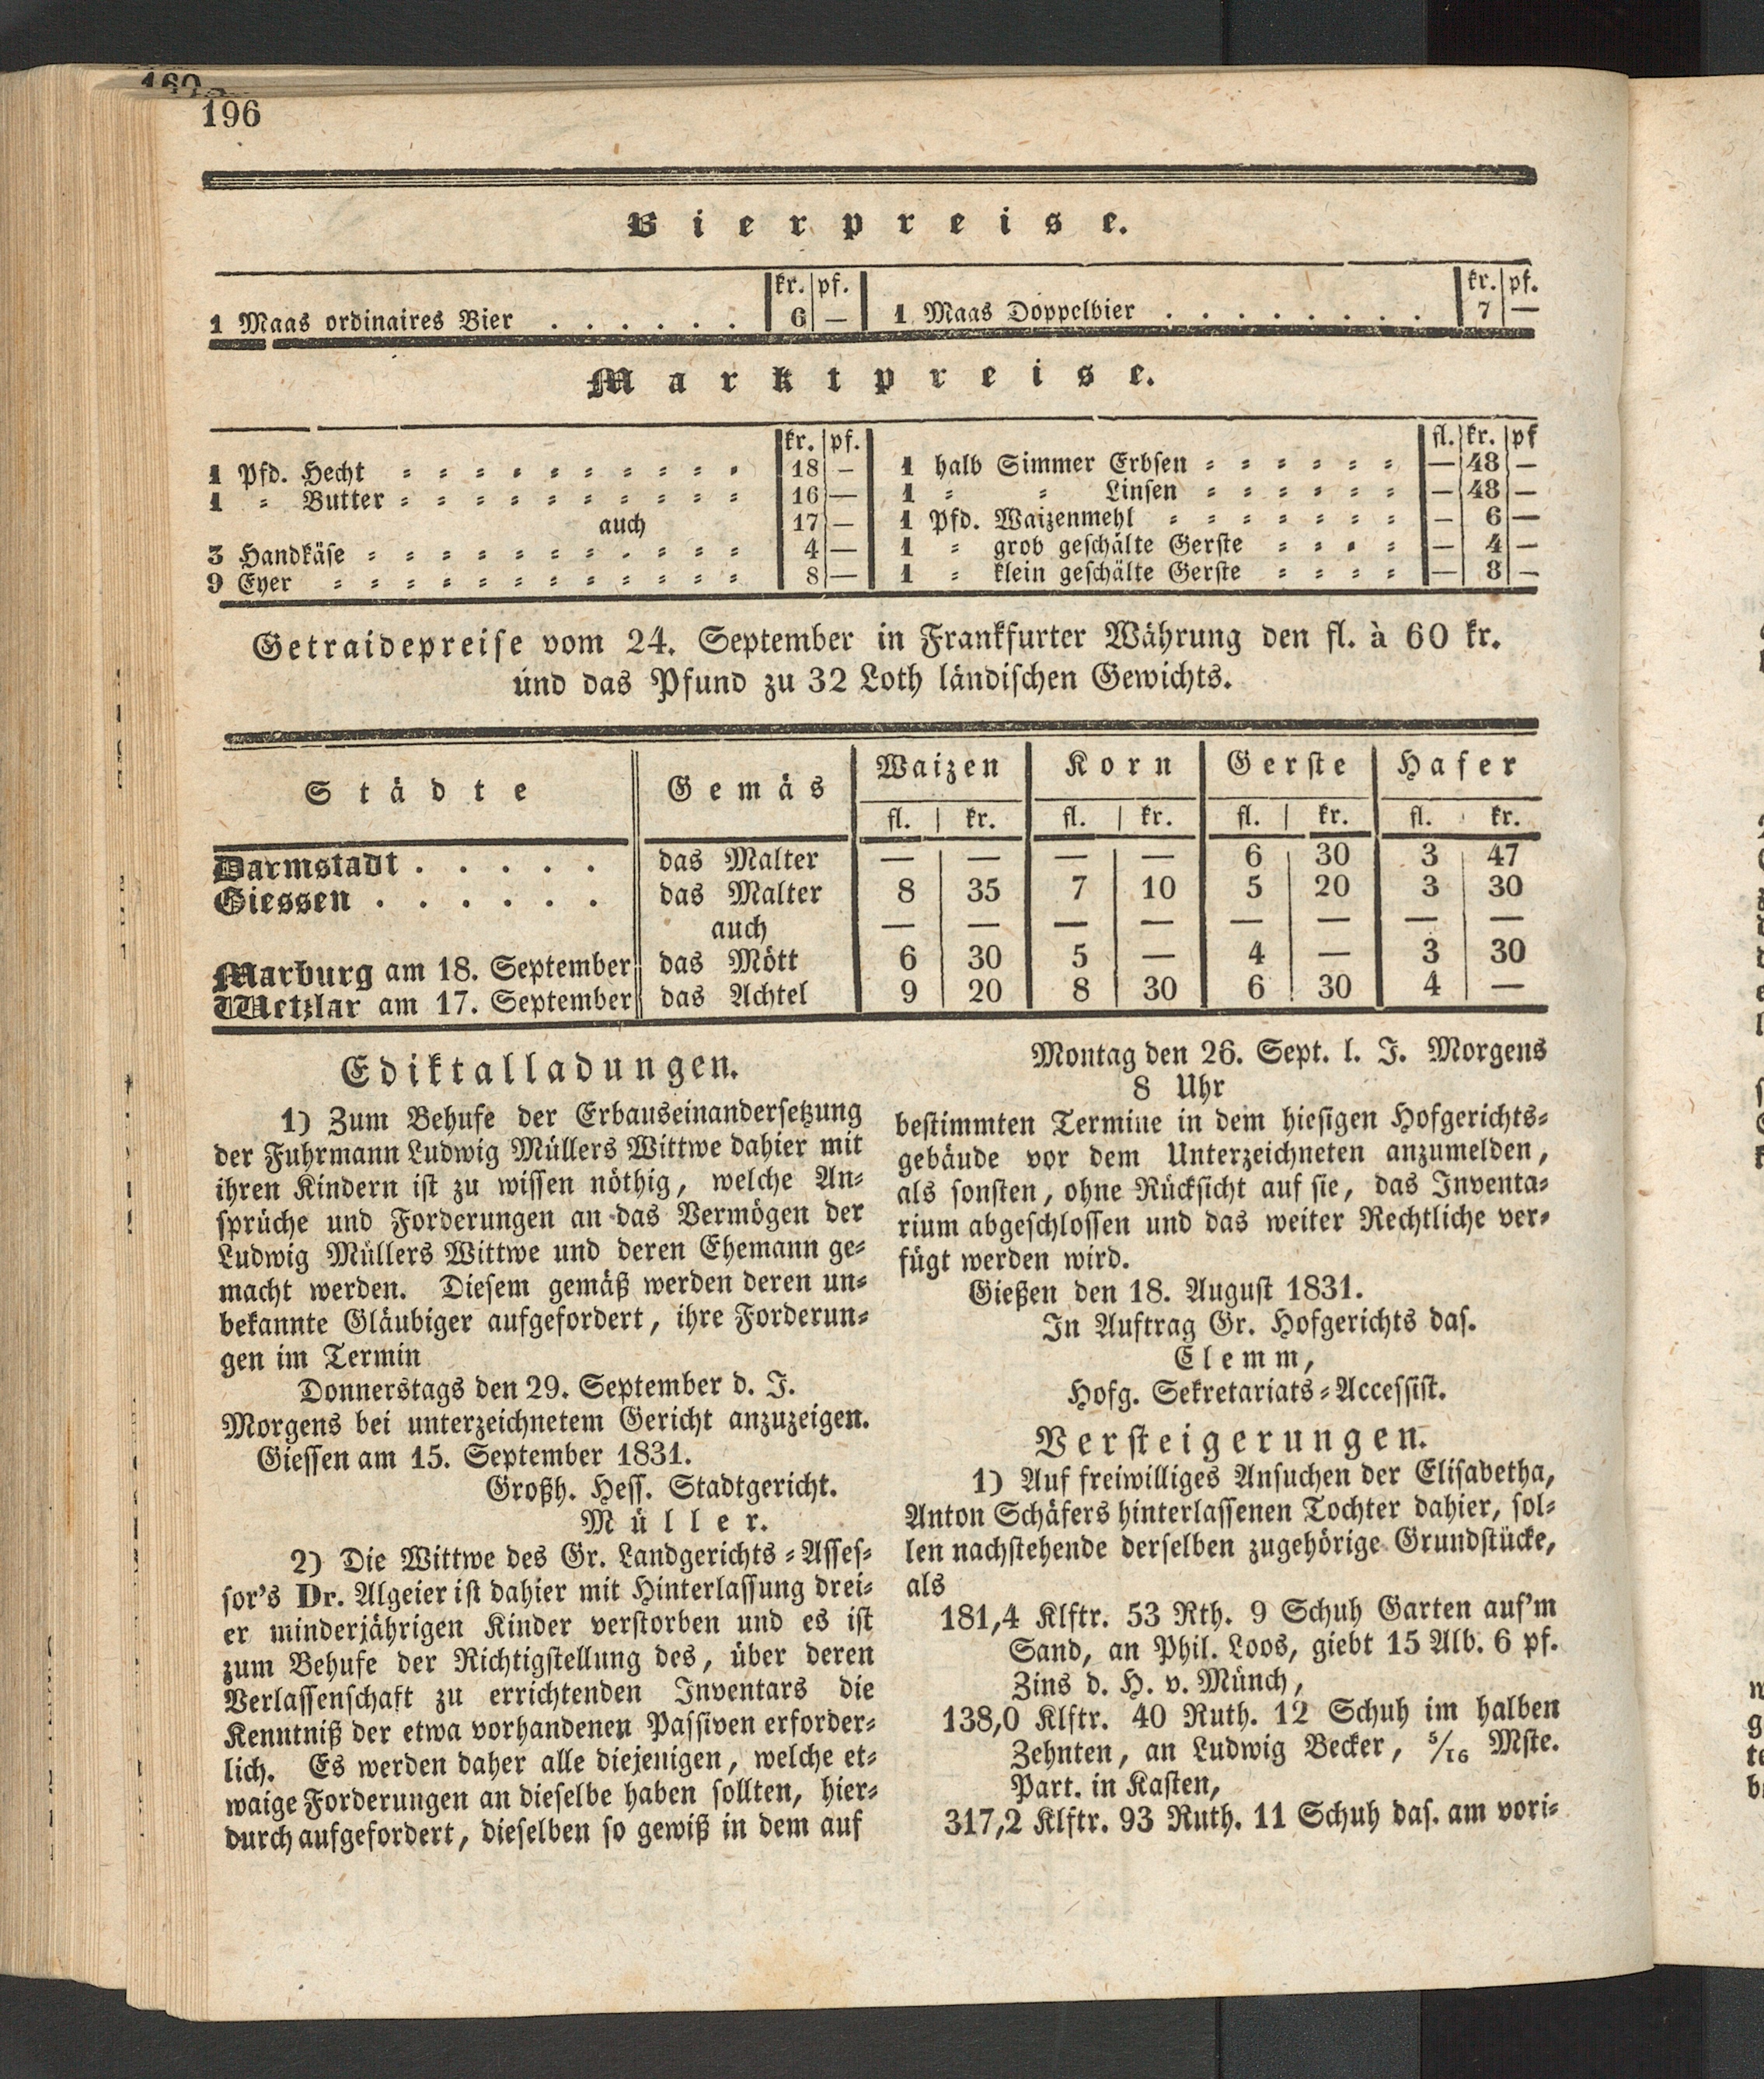 196
Bierpreise.
kr. pf. kr. pf.
1 Maas ordinaires Bier . . . . . . 6 — 1 Maas Doppelbier . . . . . . . . 7 —
Marktpreise.
kr. pf. fl. kr. pf
1 Pfd. Hecht 18 — 1 halb Simmer Erbsen — 48 —
1 = Butter 16 — 1 = = Linsen — 48 —
auch 17 — 1 Pfd. Waizenmehl — 6 —
3 Handkäse 4 — 1 = grob geschälte Gerste — 4 —
9 Eyer 8 — 1 = klein geschälte Gerste — 8 —
Getraidepreise vom 24. September in Frankfurter Währung den fl. à 60 kr.
und das Pfund zu 32 Loth ländischen Gewichts.
Städte Gemäs Waizen Korn Gerste Hafer
fl. kr. fl. kr. fl. kr. fl. kr.
Darmstadt . . . . . das Malter — — — — 6 30 3 47
Giessen . . . . . . das Malter 8 35 7 10 5 20 3 30
auch — — — — — — — —
Marburg am 18. September das Mött 6 30 5 — 4 — 3 30
Wetzlar am 17. September das Achtel 9 20 8 30 6 30 4 —
Ediktalladungen.
1) Zum Behufe der Erbauseinandersetzung
der Fuhrmann Ludwig Müllers Wittwe dahier mit
ihren Kindern ist zu wissen nöthig, welche An=
sprüche und Forderungen an das Vermögen der
Ludwig Müllers Wittwe und deren Ehemann ge=
macht werden. Diesem gemäß werden deren un=
bekannte Gläubiger aufgefordert, ihre Forderun=
gen im Termin
Donnerstags den 29. September d. J.
Morgens bei unterzeichnetem Gericht anzuzeigen.
Giessen am 15. September 1831.
Großh. Hess. Stadtgericht.
Müller.
2) Die Wittwe des Gr. Landgerichts=Asses=
sor's Dr. Algeier ist dahier mit Hinterlassung drei=
er minderjährigen Kinder verstorben und es ist
zum Behufe der Richtigstellung des, über deren
Verlassenschaft zu errichtenden Inventars die
Kenntniß der etwa vorhandenen Passiven erforder=
lich. Es werden daher alle diejenigen, welche et=
waige Forderungen an dieselbe haben sollten, hier=
durch aufgefordert, dieselben so gewiß in dem auf
Montag den 26. Sept. l. J. Morgens
8 Uhr
bestimmten Termine in dem hiesigen Hofgerichts=
gebäude vor dem Unterzeichneten anzumelden,
als sonsten, ohne Rücksicht auf sie, das Inventa=
rium abgeschlossen und das weiter Rechtliche ver=
fügt werden wird.
Gießen den 18. August 1831.
In Auftrag Gr. Hofgerichts das.
Clemm,
Hofg. Sekretariats=Accessist.
Versteigerungen.
1) Auf freiwilliges Ansuchen der Elisabetha,
Anton Schäfers hinterlassenen Tochter dahier, sol=
len nachstehende derselben zugehörige Grundstücke,
als
181,4 Klftr. 53 Rth. 9 Schuh Garten auf'm
Sand, an Phil. Loos, giebt 15 Alb. 6 pf.
Zins d. H. v. Münch,
138,0 Klftr. 40 Ruth. 12 Schuh im halben
Zehnten, an Ludwig Becker, 5/16 Mste.
Part. in Kasten,
317,2 Klftr. 93 Ruth. 11 Schuh das. am vori=